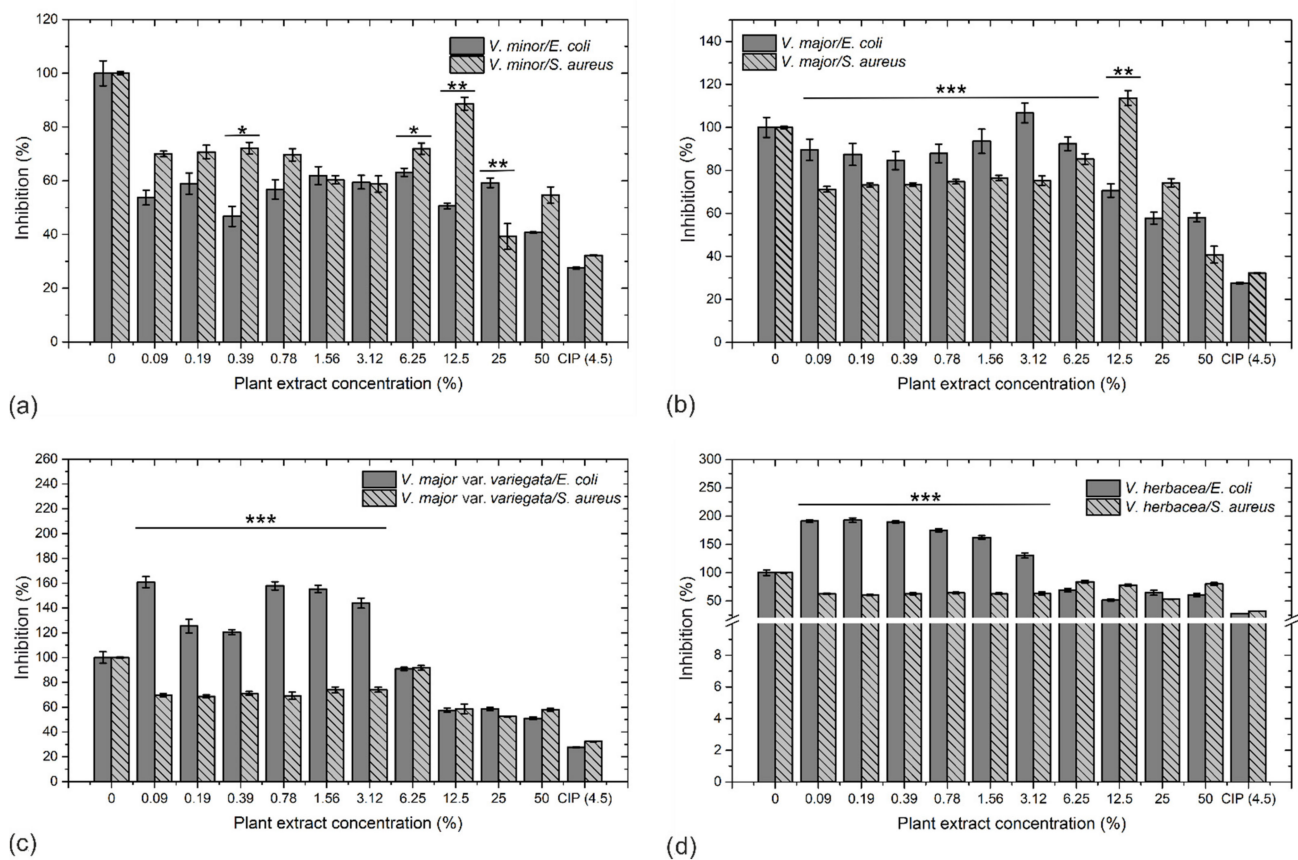 120
100
80
60
40
20
0
Inhibition (%)
V. minor/E. coli
V. minor/S. aureus
*
*
**
**
0 0.09 0.19 0.39 0.78 1.56 3.12 6.25 12.5 25 50 CIP (4.5)
Plant extract concentration (%)
(a)
140
120
100
80
60
40
20
0
Inhibition (%)
V. major/E. coli
V. major/S. aureus
***
**
0 0.09 0.19 0.39 0.78 1.56 3.12 6.25 12.5 25 50 CIP (4.5)
Plant extract concentration (%)
(b)
260
240
220
200
180
160
140
120
100
80
60
40
20
0
Inhibition (%)
V. major var. variegata/E. coli
V. major var. variegata/S. aureus
***
0 0.09 0.19 0.39 0.78 1.56 3.12 6.25 12.5 25 50 CIP (4.5)
Plant extract concentration (%)
(c)
300
250
200
150
100
50
8
6
4
2
0
Inhibition (%)
V. herbacea/E. coli
V. herbacea/S. aureus
***
0 0.09 0.19 0.39 0.78 1.56 3.12 6.25 12.5 25 50 CIP (4.5)
Plant extract concentration (%)
(d)